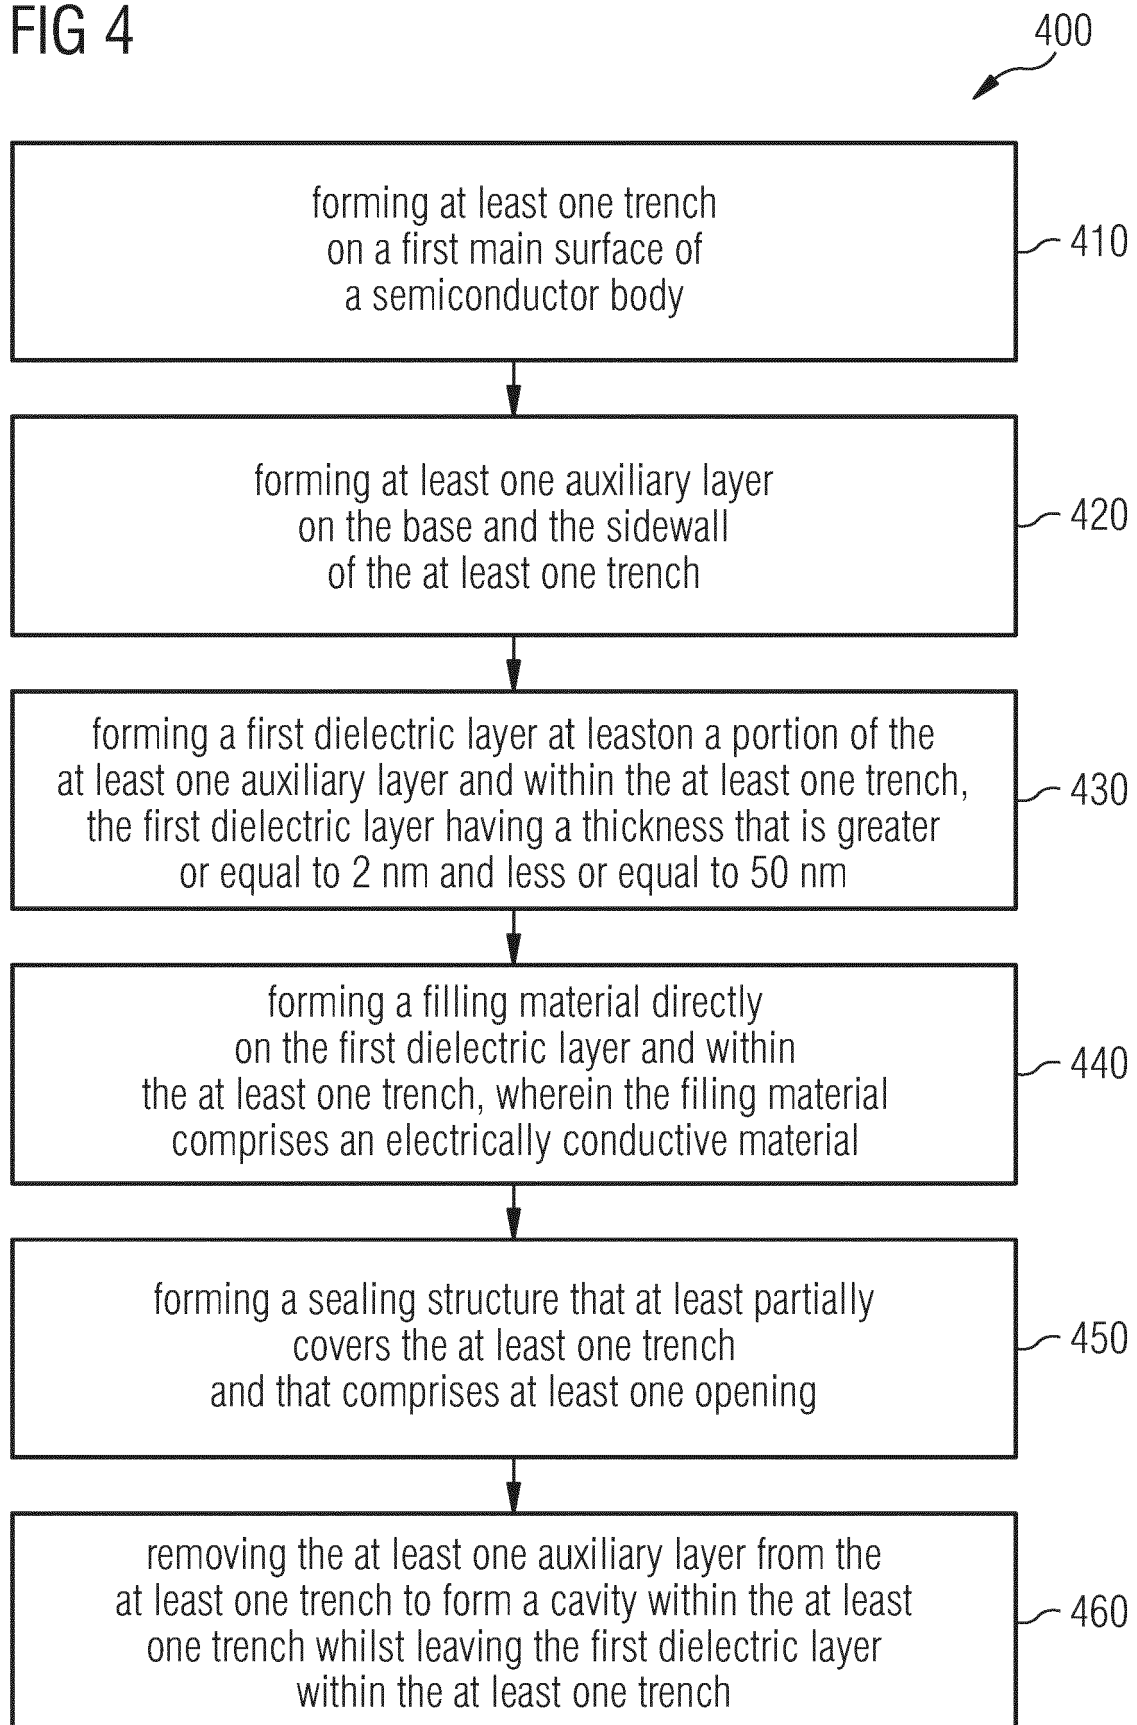 FIG 4
400
forming at least one trench
on a first main surface of
a semiconductor body
410
forming at least one auxiliary layer
on the base and the sidewall
of the at least one trench
420
forming a first dielectric layer at leaston a portion of the
at least one auxiliary layer and within the at least one trench,
the first dielectric layer having a thickness that is greater
or equal to 2 nm and less or equal to 50 nm
430
forming a filling material directly
on the first dielectric layer and within
the at least one trench, wherein the filing material
comprises an electrically conductive material
440
forming a sealing structure that at least partially
covers the at least one trench
and that comprises at least one opening
450
removing the at least one auxiliary layer from the
at least one trench to form a cavity within the at least
one trench whilst leaving the first dielectric layer
within the at least one trench
460